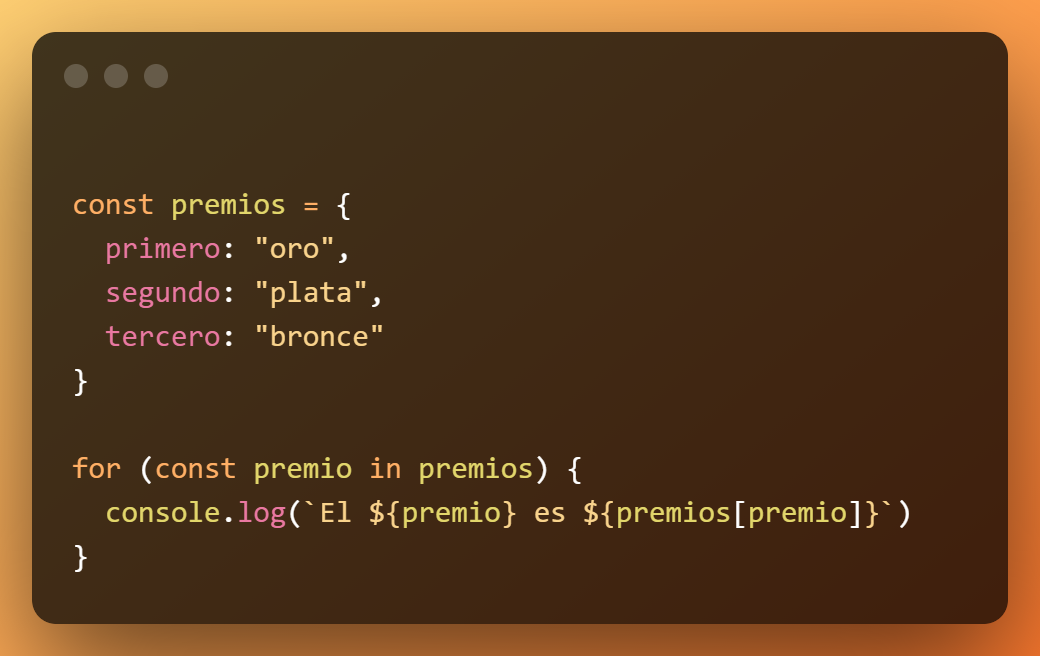 const premios = {
  primero: "oro",
  segundo: "plata",
  tercero: "bronce"
}
for (const premio in premios) {
  console.log(`El ${premio} es ${premios[premio]}`)
}